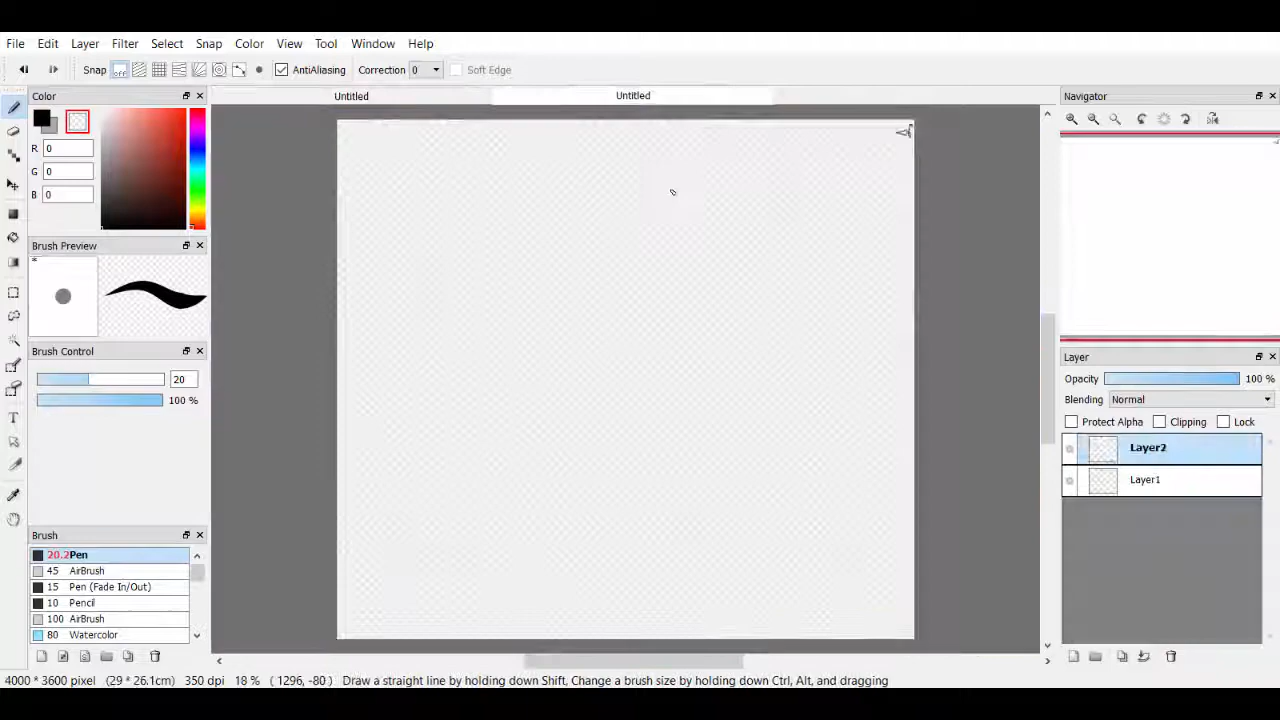 File Edit Layer Filter Select Snap Color View Tool Window Help
Snap off AntiAliasing Correction 0 Soft Edge
Color Untitled Untitled Navigator
R 0
G 0
B 0
Brush Preview
*
Brush Control
20
100 %
Layer
Opacity 100 %
Blending Normal
Protect Alpha Clipping Lock
Layer2
Layer1
Brush
20.2 Pen
45 AirBrush
15 Pen (Fade In/Out)
10 Pencil
100 AirBrush
80 Watercolor
4000 * 3600 pixel (29 * 26.1cm) 350 dpi 18 % ( 1296, -80 ) Draw a straight line by holding down Shift, Change a brush size by holding down Ctrl, Alt, and dragging